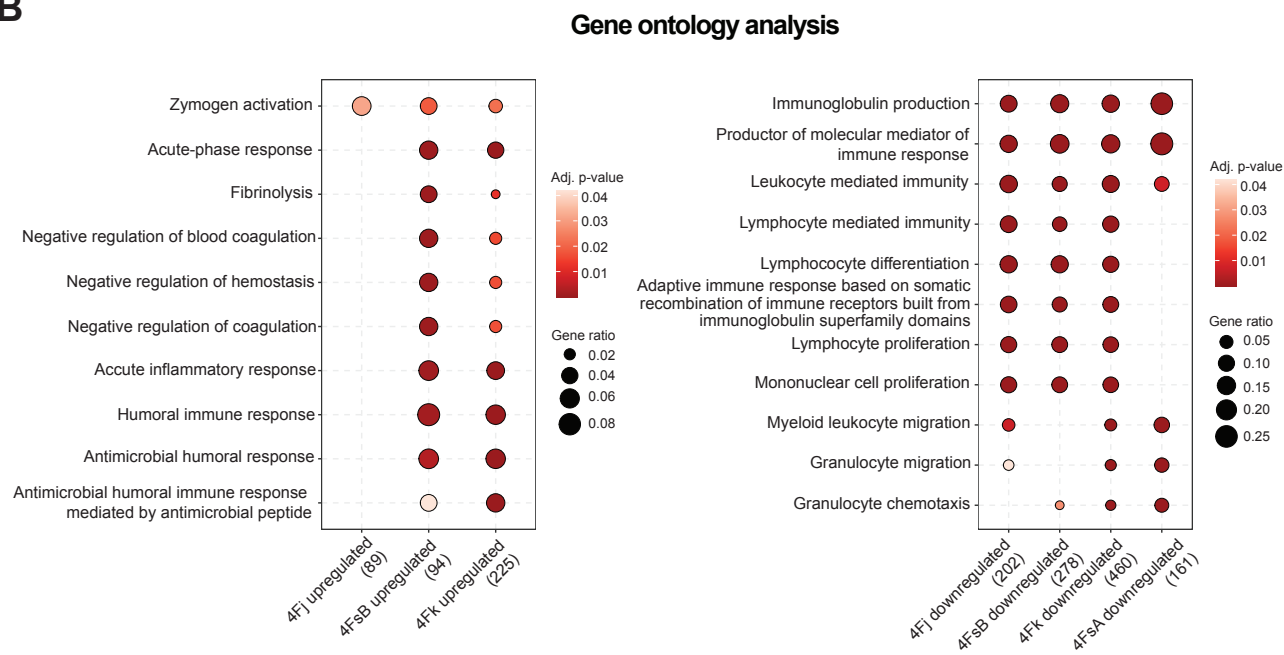 B
Gene ontology analysis
Zymogen activation
Acute-phase response
Fibrinolysis
Negative regulation of blood coagulation
Negative regulation of hemostasis
Negative regulation of coagulation
Accute inflammatory response
Humoral immune response
Antimicrobial humoral response
Antimicrobial humoral immune response
mediated by antimicrobial peptide
4Fj upregulated
(89)
4FsB upregulated
(94)
4Fk upregulated
(225)
Adj. p-value
0.04
0.03
0.02
0.01
Gene ratio
0.02
0.04
0.06
0.08
Immunoglobulin production
Productor of molecular mediator of
immune response
Leukocyte mediated immunity
Lymphocyte mediated immunity
Lymphococyte differentiation
Adaptive immune response based on somatic
recombination of immune receptors built from
immunoglobulin superfamily domains
Lymphocyte proliferation
Mononuclear cell proliferation
Myeloid leukocyte migration
Granulocyte migration
Granulocyte chemotaxis
4Fj downregulated
(202)
4FsB downregulated
(278)
4Fk downregulated
(460)
4FsA downregulated
(161)
Adj. p-value
0.04
0.03
0.02
0.01
Gene ratio
0.05
0.10
0.15
0.20
0.25